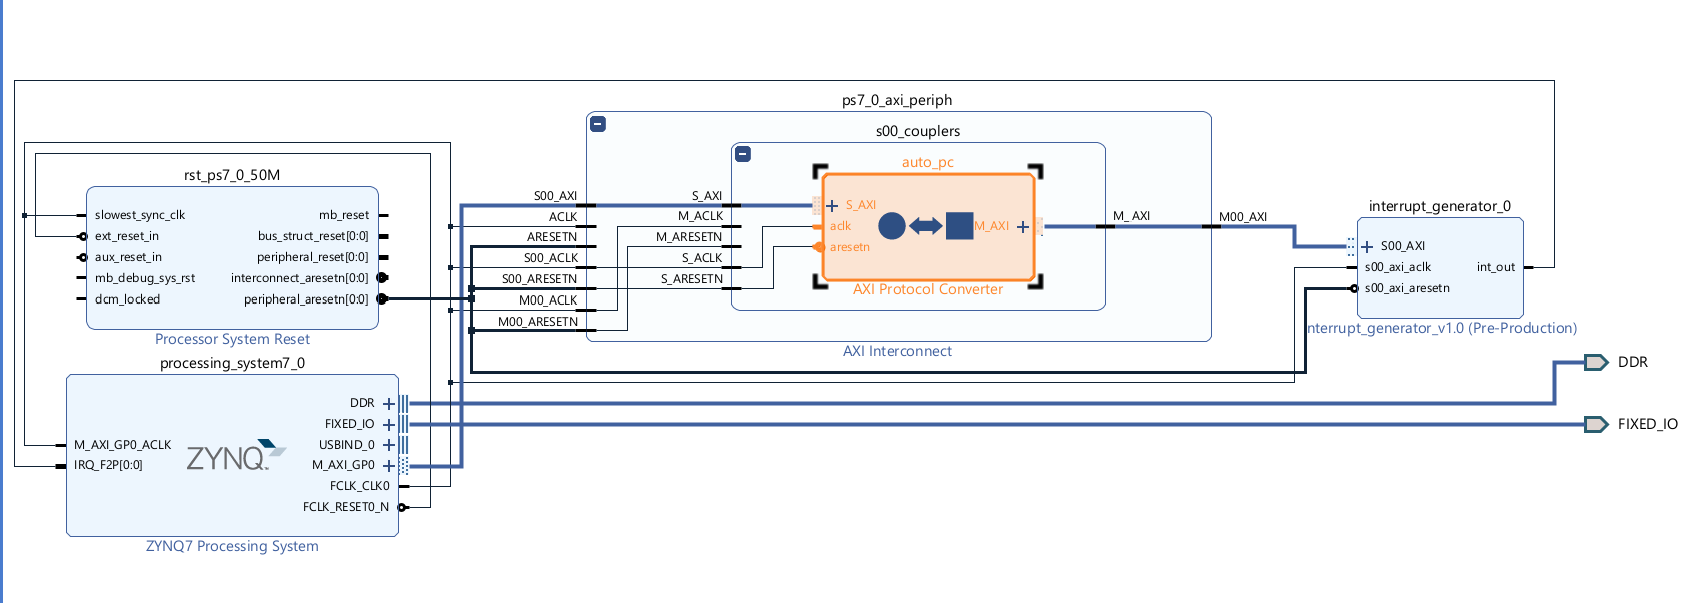 ps7_0_axi_periph
s00_couplers
auto_pc
S_AXI
aclk
aresetn
M_AXI
AXI Protocol Converter
S_AXI
M_ACLK
M_ARESETN
S_ACLK
S_ARESETN
M_ AXI
M00_AXI
S00_AXI
ACLK
ARESETN
S00_ACLK
S00_ARESETN
M00_ACLK
M00_ARESETN
AXI Interconnect
rst_ps7_0_50M
slowest_sync_clk
ext_reset_in
aux_reset_in
mb_debug_sys_rst
dcm_locked
mb_reset
bus_struct_reset[0:0]
peripheral_reset[0:0]
interconnect_aresetn[0:0]
peripheral_aresetn[0:0]
Processor System Reset
interrupt_generator_0
S00_AXI
s00_axi_aclk
s00_axi_aresetn
int_out
nterrupt_generator_v1.0 (Pre-Production)
processing_system7_0
M_AXI_GP0_ACLK
IRQ_F2P[0:0]
ZYNQ
DDR
FIXED_IO
USBIND_0
M_AXI_GP0
FCLK_CLK0
FCLK_RESET0_N
ZYNQ7 Processing System
DDR
FIXED_IO